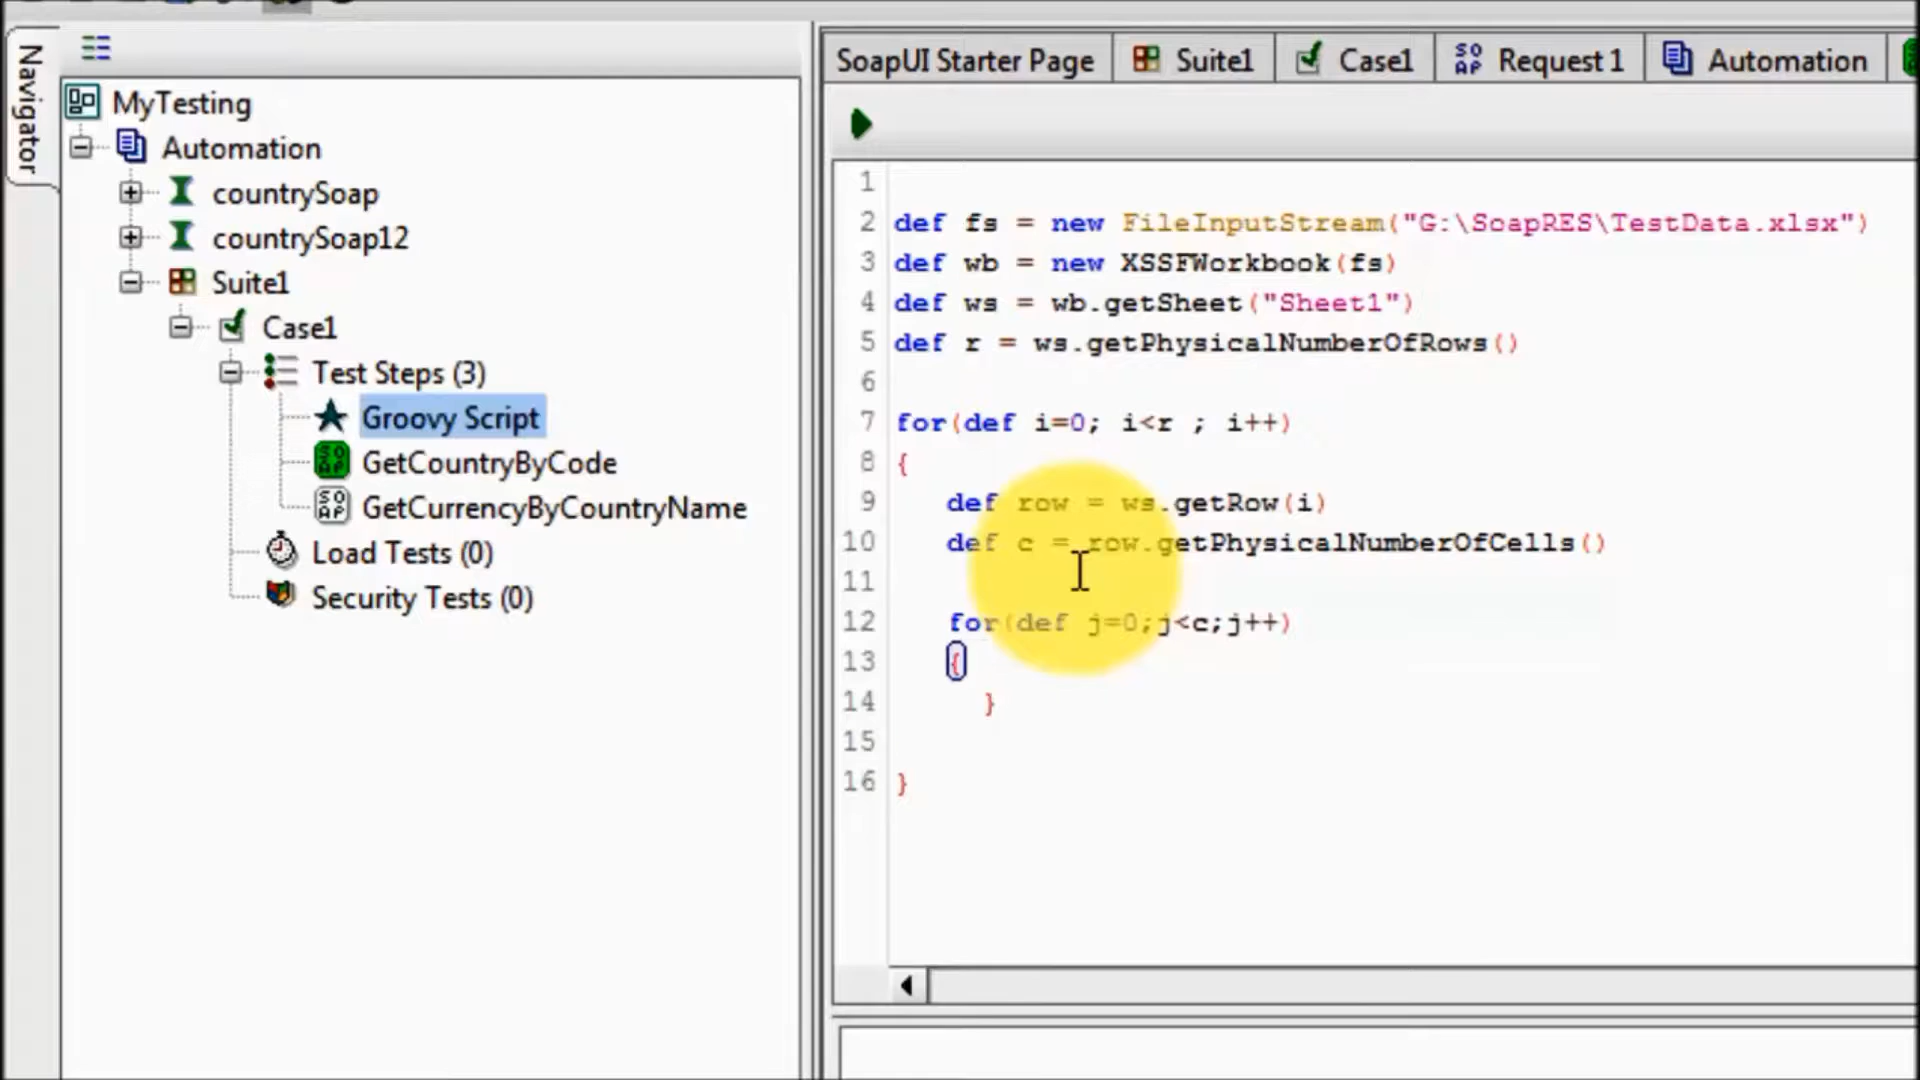 Navigator
MyTesting
Automation
countrySoap
countrySoap12
Suite1
Case1
Test Steps (3)
Groovy Script
GetCountryByCode
GetCurrencyByCountryName
Load Tests (0)
Security Tests (0)
SoapUI Starter Page
Suite1
Case1
Request 1
Automation
1
2 def fs = new FileInputStream("G:\SoapRES\TestData.xlsx")
3 def wb = new XSSFWorkbook(fs)
4 def ws = wb.getSheet("Sheet1")
5 def r = ws.getPhysicalNumberOfRows()
6
7 for(def i=0; i<r ; i++)
8 {
9 def row = ws.getRow(i)
10 def c = row.getPhysicalNumberOfCells()
11
12 for(def j=0;j<c;j++)
13 {
14 }
15
16 }